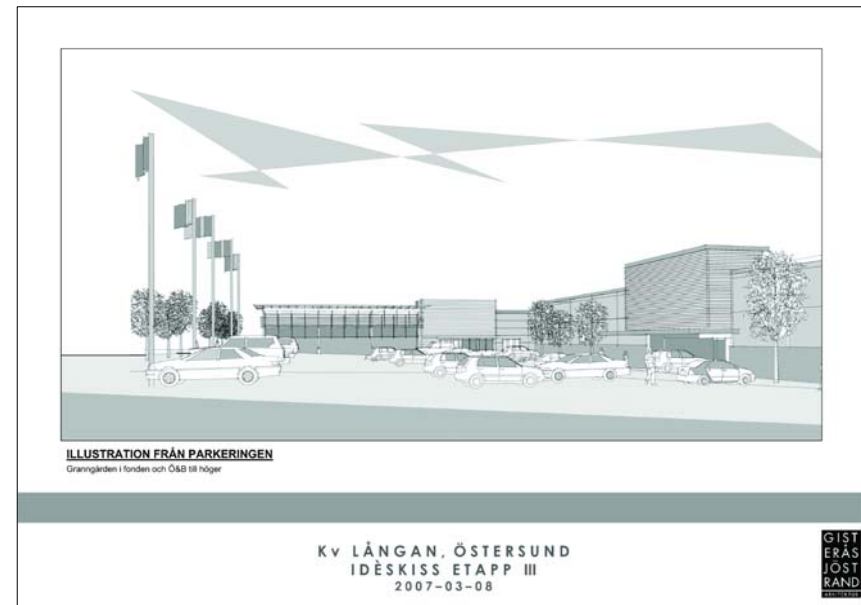 ILLUSTRATION FRÅN PARKERINGEN
Granngården i fonden och Ö&B till höger
Kv LÅNGAN, ÖSTERSUND
IDÈSKISS ETAPP III
2007-03-08
GIST
ERÅS
JÖST
RAND
ARKITEKTUR